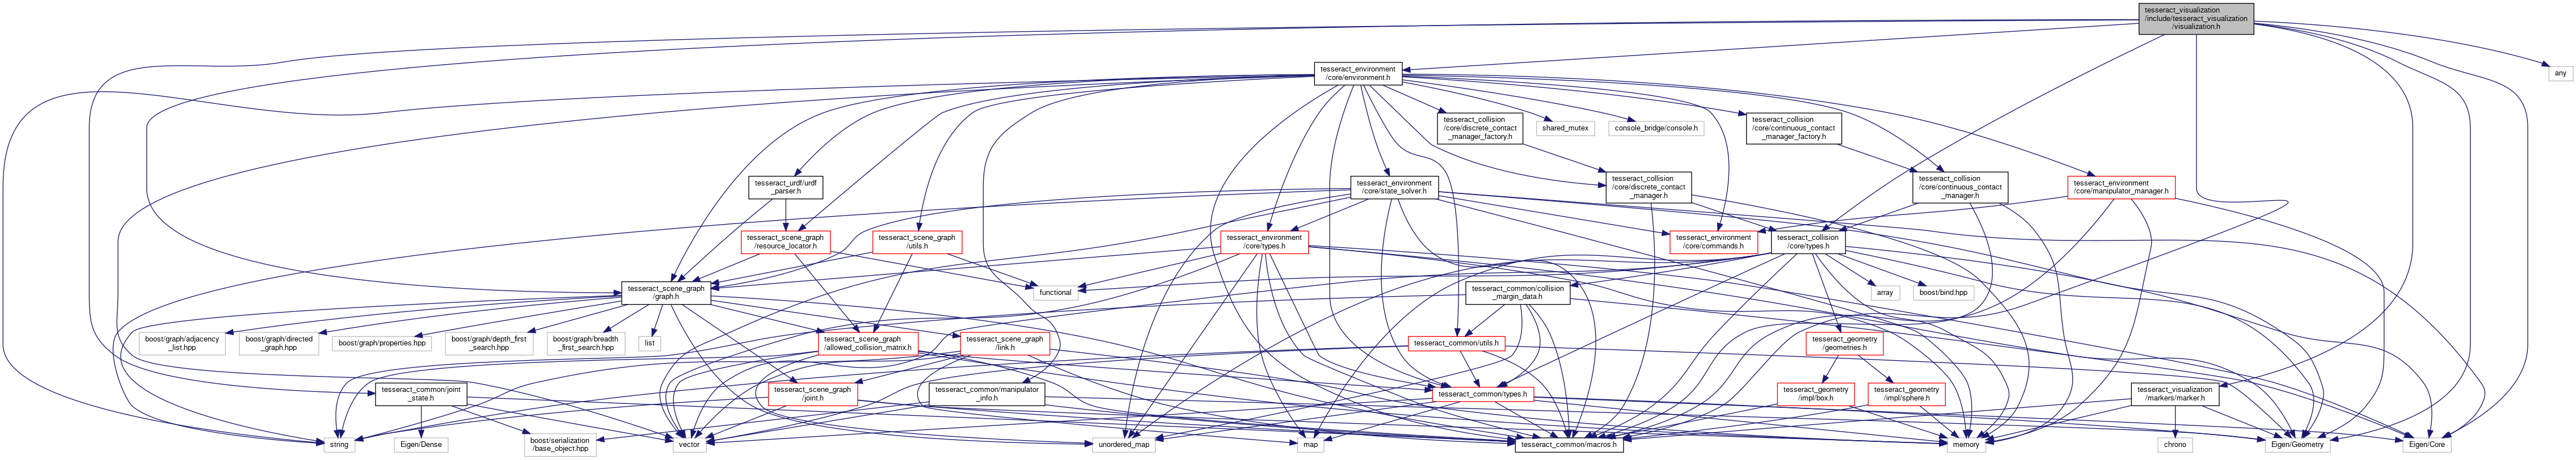 tesseract_visualization
/include/tesseract_visualization
/visualization.h
tesseract_environment
/core/environment.h
any
tesseract_collision
/core/discrete_contact
_manager_factory.h
shared_mutex
console_bridge/console.h
tesseract_collision
/core/continuous_contact
_manager_factory.h
tesseract_urdf/urdf
_parser.h
tesseract_environment
/core/state_solver.h
tesseract_collision
/core/discrete_contact
_manager.h
tesseract_collision
/core/continuous_contact
_manager.h
tesseract_environment
/core/manipulator_manager.h
tesseract_scene_graph
/resource_locator.h
tesseract_scene_graph
/utils.h
tesseract_environment
/core/types.h
tesseract_environment
/core/commands.h
tesseract_collision
/core/types.h
tesseract_scene_graph
/graph.h
functional
tesseract_common/collision
_margin_data.h
array
boost/bind.hpp
boost/graph/adjacency
_list.hpp
boost/graph/directed
_graph.hpp
boost/graph/properties.hpp
boost/graph/depth_first
_search.hpp
boost/graph/breadth
_first_search.hpp
list
tesseract_scene_graph
/allowed_collision_matrix.h
tesseract_scene_graph
/link.h
tesseract_common/utils.h
tesseract_geometry
/geometries.h
tesseract_common/joint
_state.h
tesseract_scene_graph
/joint.h
tesseract_common/manipulator
_info.h
tesseract_common/types.h
tesseract_geometry
/impl/box.h
tesseract_geometry
/impl/sphere.h
tesseract_visualization
/markers/marker.h
string
Eigen/Dense
boost/serialization
/base_object.hpp
vector
unordered_map
map
tesseract_common/macros.h
memory
chrono
Eigen/Geometry
Eigen/Core